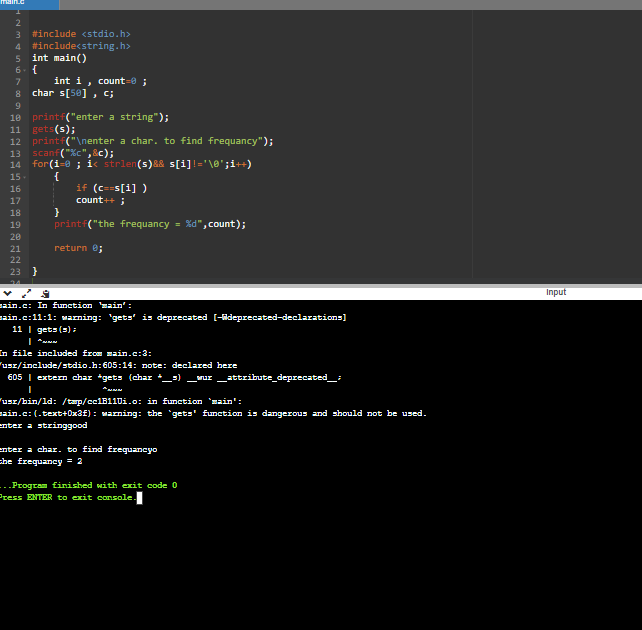 main.c
1
2
3 #include <stdio.h>
4 #include<string.h>
5 int main()
6 {
7 int i , count=0 ;
8 char s[50] , c;
9
10 printf("enter a string");
11 gets(s);
12 printf("\nenter a char. to find frequancy");
13 scanf("%c",&c);
14 for(i=0 ; i< strlen(s)&& s[i]!='\0';i++)
15 {
16 if (c==s[i] )
17 count++ ;
18 }
19 printf("the frequancy = %d",count);
20
21 return 0;
22
23 }
24
input
main.c: In function ‘main’:
main.c:11:1: warning: ‘gets’ is deprecated [-Wdeprecated-declarations]
11 | gets(s);
| ^~~~
In file included from main.c:3:
/usr/include/stdio.h:605:14: note: declared here
605 | extern char *gets (char *__s) __wur __attribute_deprecated__;
| ^~~~
/usr/bin/ld: /tmp/cc1B11Ui.o: in function `main':
main.c:(.text+0x3f): warning: the `gets' function is dangerous and should not be used.
enter a stringgood
enter a char. to find frequancyo
the frequancy = 2
...Program finished with exit code 0
Press ENTER to exit console.